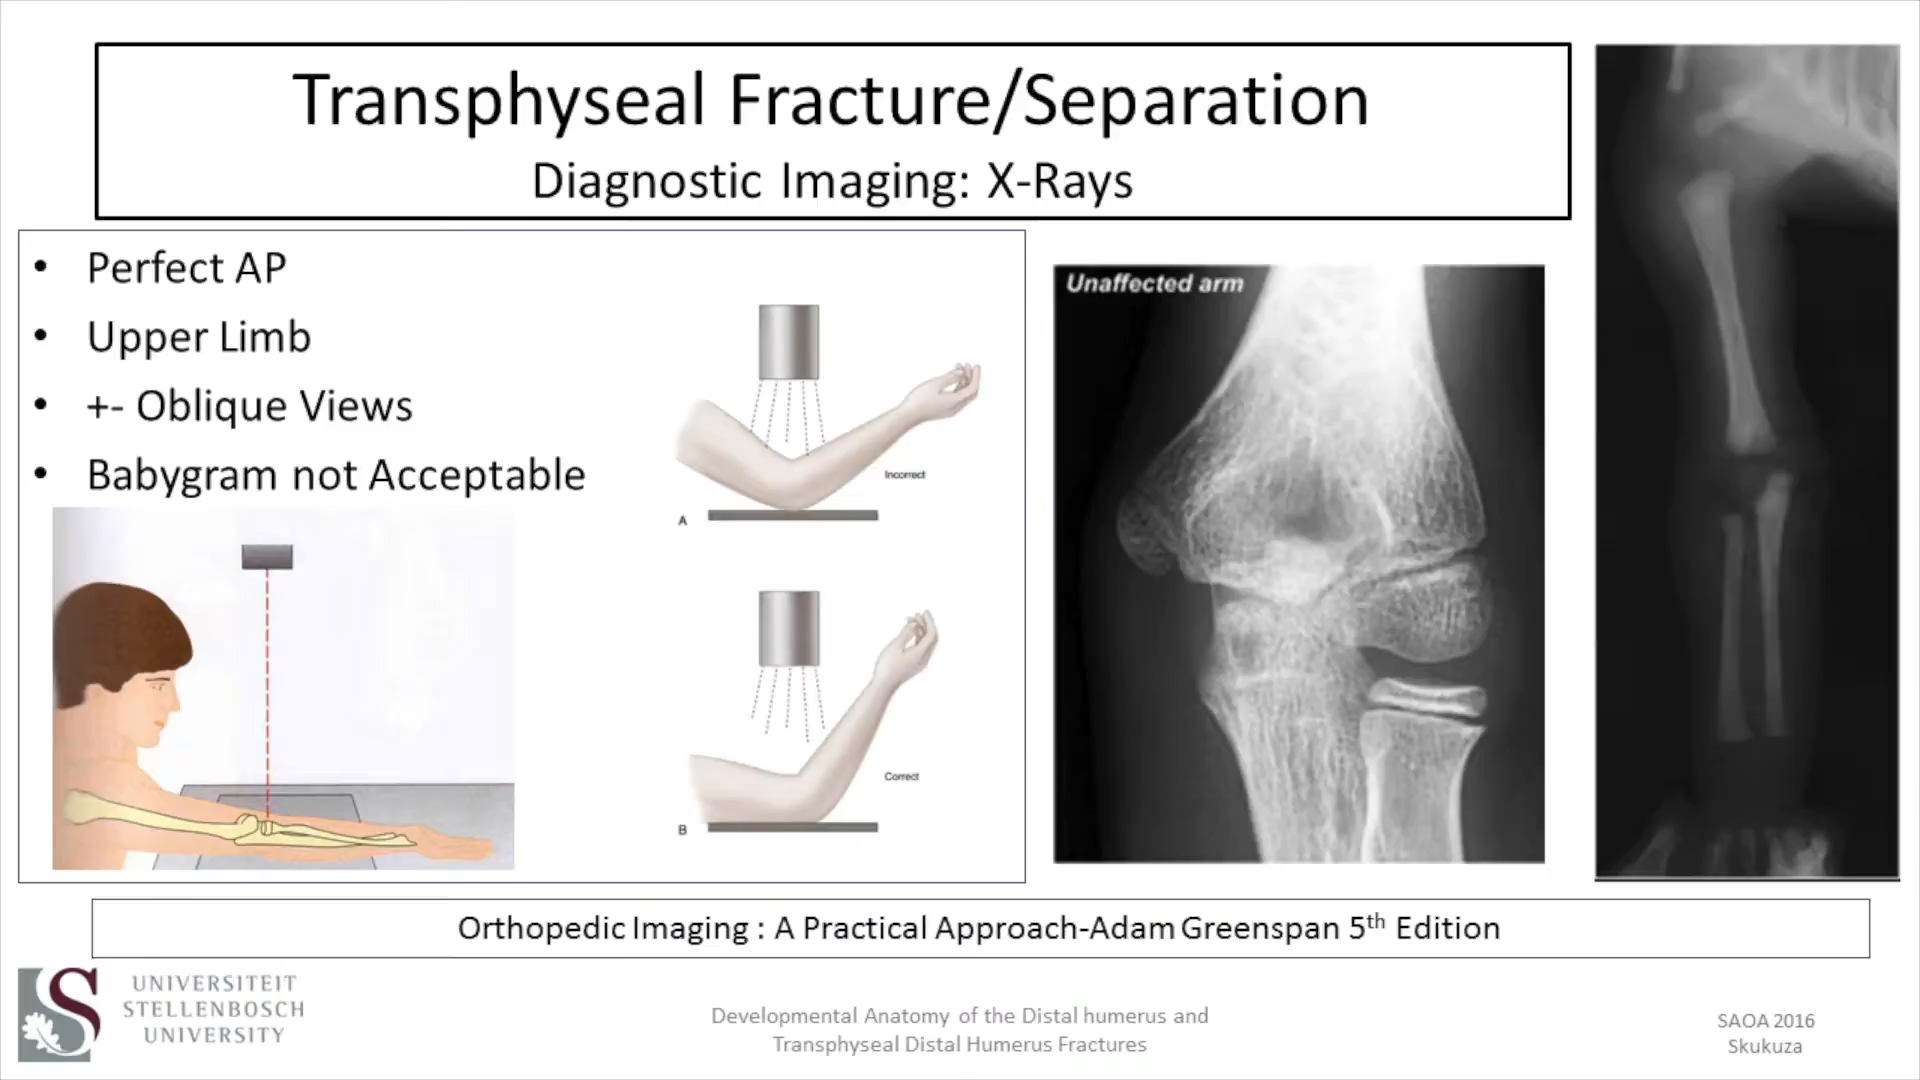 Transphyseal Fracture/Separation
Diagnostic Imaging: X-Rays
• Perfect AP
• Upper Limb
• +- Oblique Views
• Babygram not Acceptable
Incorrect
A
Correct
B
Unaffected arm
Orthopedic Imaging : A Practical Approach-Adam Greenspan 5th Edition
UNIVERSITEIT
STELLENBOSCH
UNIVERSITY
Developmental Anatomy of the Distal humerus and
Transphyseal Distal Humerus Fractures
SAOA 2016
Skukuza